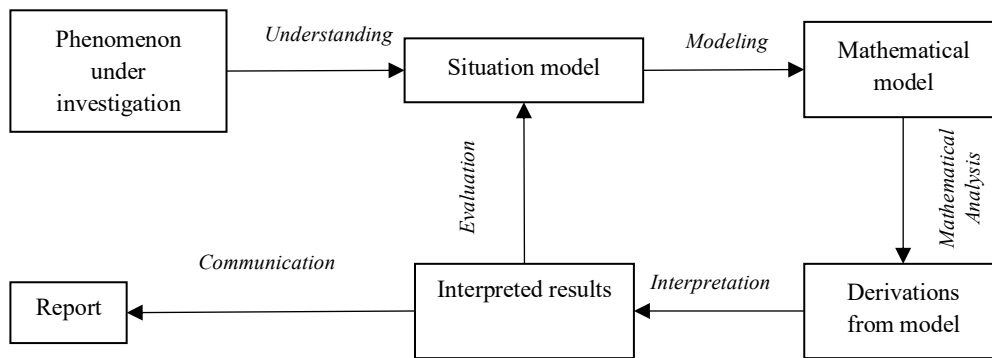 Phenomenon
under
investigation
Understanding
Situation model
Modeling
Mathematical
model
Evaluation
Mathematical
Analysis
Communication
Report
Interpreted results
Interpretation
Derivations
from model